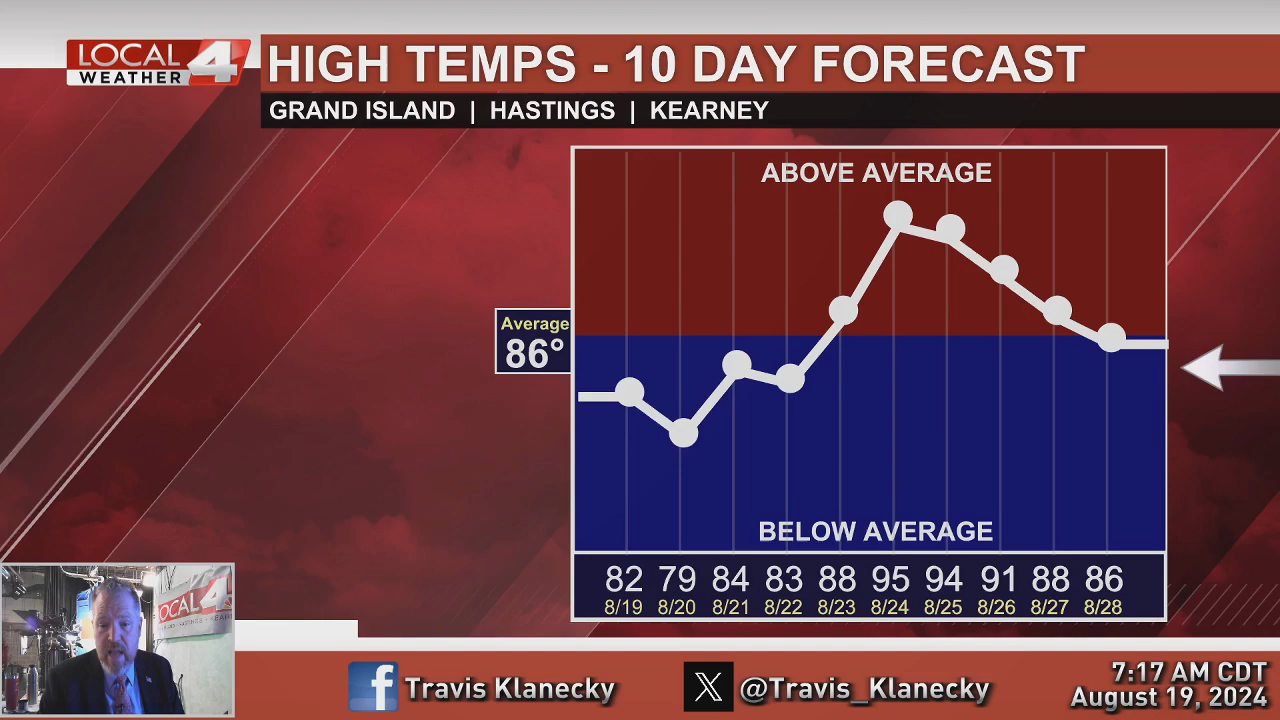 LOCAL 4
WEATHER
HIGH TEMPS - 10 DAY FORECAST
GRAND ISLAND | HASTINGS | KEARNEY
ABOVE AVERAGE
Average
86°
BELOW AVERAGE
82 79 84 83 88 95 94 91 88 86
8/19 8/20 8/21 8/22 8/23 8/24 8/25 8/26 8/27 8/28
LOCAL 4
f Travis Klanecky
X @Travis_Klanecky
7:17 AM CDT
August 19, 2024